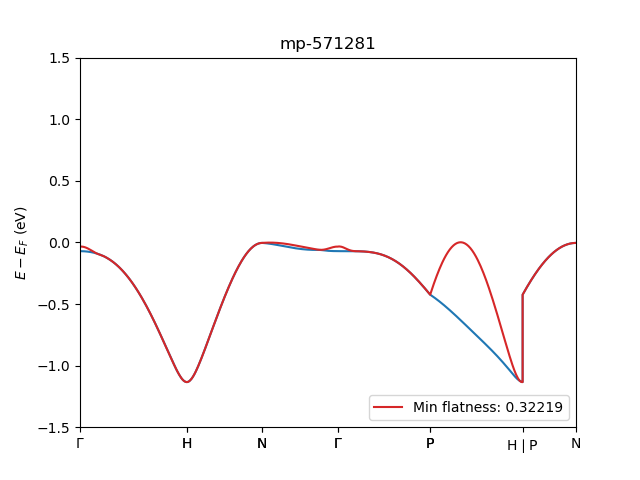 mp-571281
1.5
1.0
0.5
0.0
−0.5
−1.0
−1.5
E − E_F (eV)
Min flatness: 0.32219
Γ H N Γ P H | P N